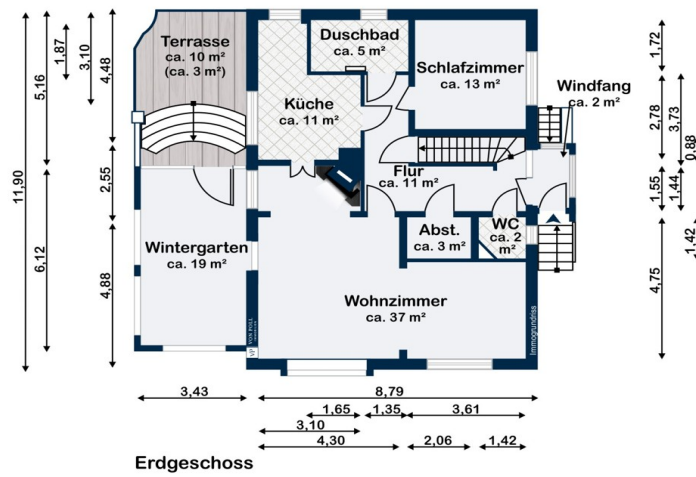 Terrasse
ca. 10 m²
(ca. 3 m²)
Duschbad
ca. 5 m²
Schlafzimmer
ca. 13 m²
Windfang
ca. 2 m²
Küche
ca. 11 m²
Flur
ca. 11 m²
Abst.
ca. 3 m²
WC
ca. 2
m²
Wintergarten
ca. 19 m²
Wohnzimmer
ca. 37 m²
11,90
5,16
6,12
1,87
3,10
4,48
2,55
4,88
1,72
2,78
3,73
0,88
1,55
1,44
1,42
4,75
3,43
8,79
1,65
1,35
3,61
3,10
4,30
2,06
1,42
VON POLL
VP
Immogrundriss
Erdgeschoss